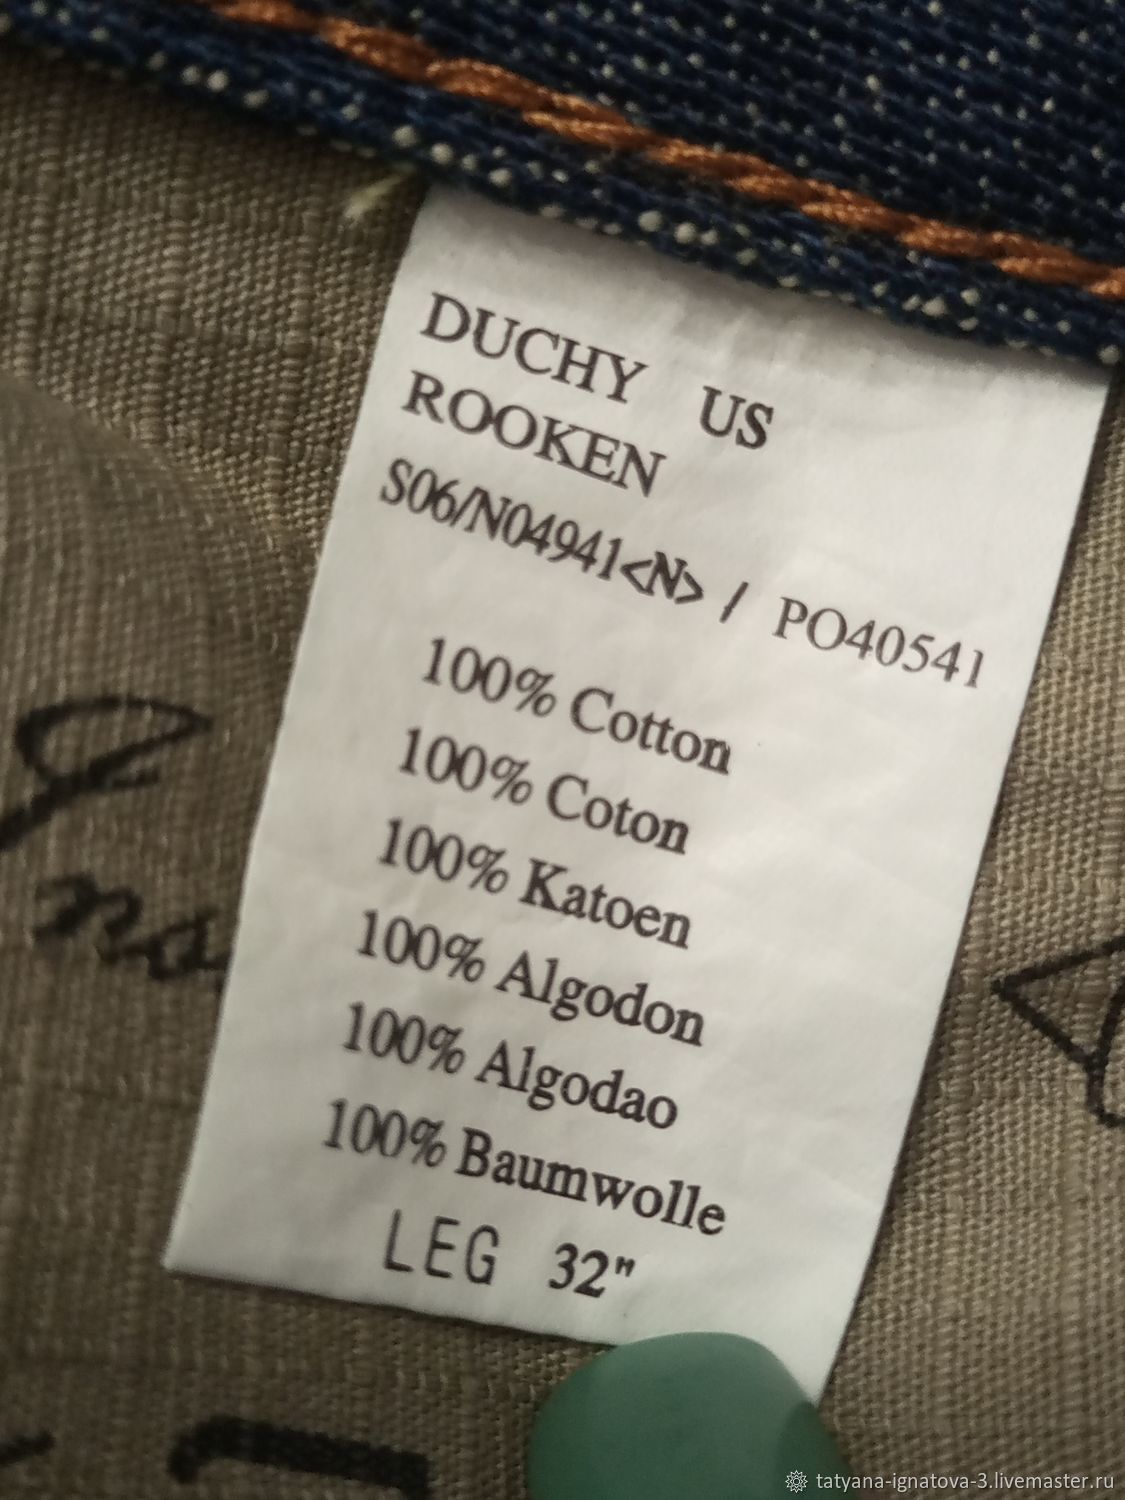 DUCHY US
ROOKEN
S06/N04941<N> / PO40541
100% Cotton
100% Coton
100% Katoen
100% Algodon
100% Algodao
100% Baumwolle
LEG 32"
tatyana-ignatova-3.livemaster.ru